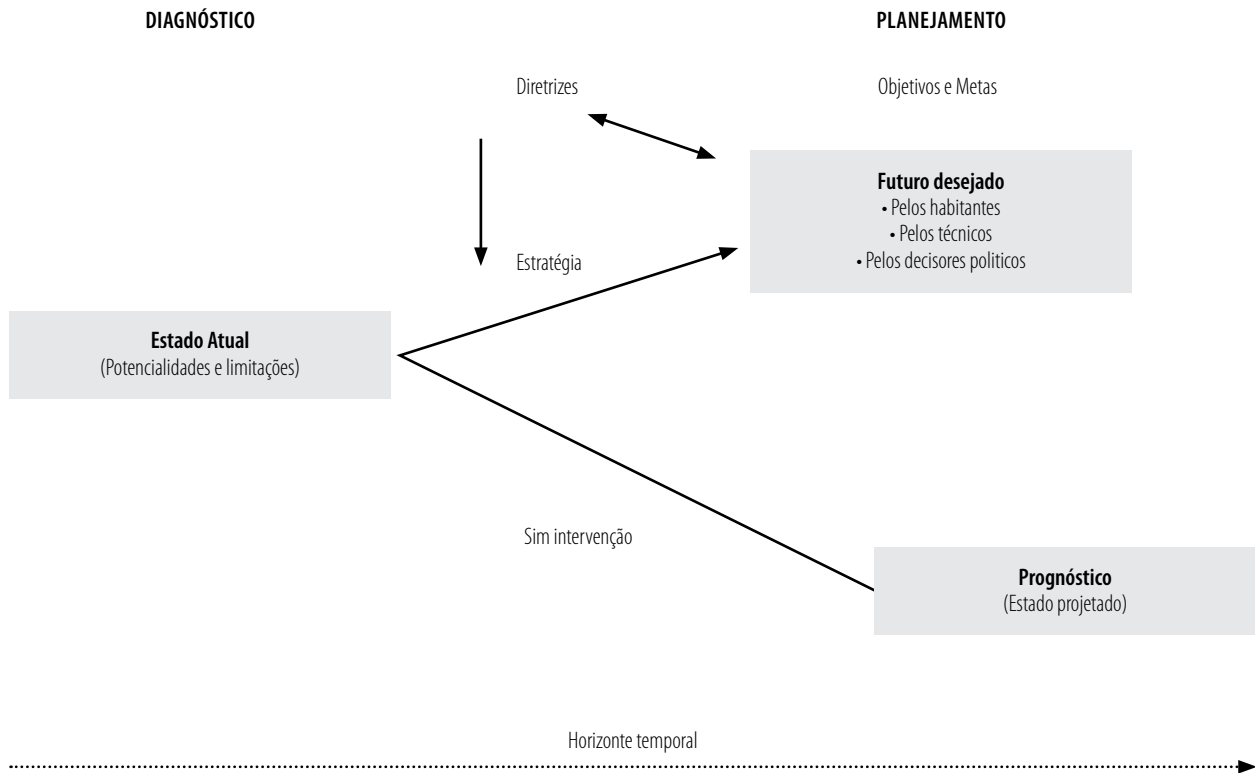 DIAGNÓSTICO
PLANEJAMENTO
Diretrizes
Objetivos e Metas
Futuro desejado
• Pelos habitantes
• Pelos técnicos
• Pelos decisores politicos
Estratégia
Estado Atual
(Potencialidades e limitações)
Sim intervenção
Prognóstico
(Estado projetado)
Horizonte temporal